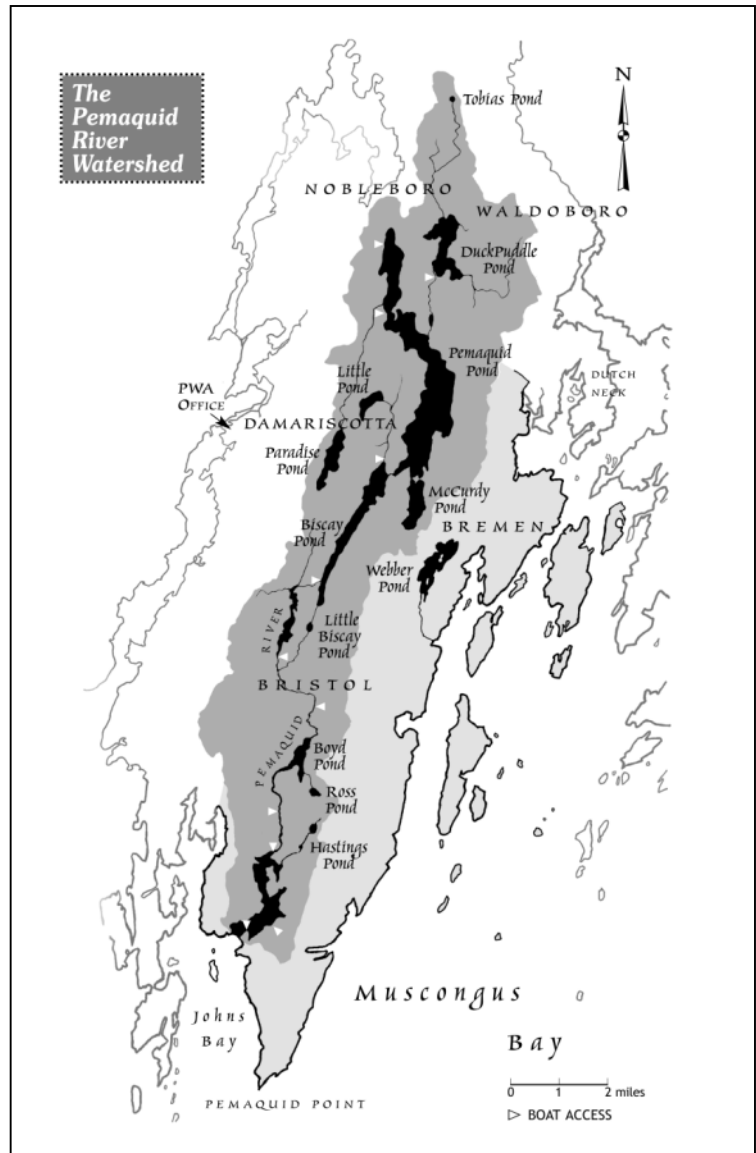 The
Pemaquid
River
Watershed
N
Tobias Pond
NOBLEBORO
WALDOBORO
DuckPuddle
Pond
Pemaquid
Pond
Little
Pond
DUTCH
NECK
PWA
OFFICE
DAMARISCOTTA
Paradise
Pond
McCurdy
Pond
BREMEN
Biscay
Pond
Webber
Pond
RIVER
Little
Biscay
Pond
BRISTOL
PEMAQUID
Boyd
Pond
Ross
Pond
Hastings
Pond
Muscongus
Bay
Johns
Bay
PEMAQUID POINT
0 1 2 miles
BOAT ACCESS